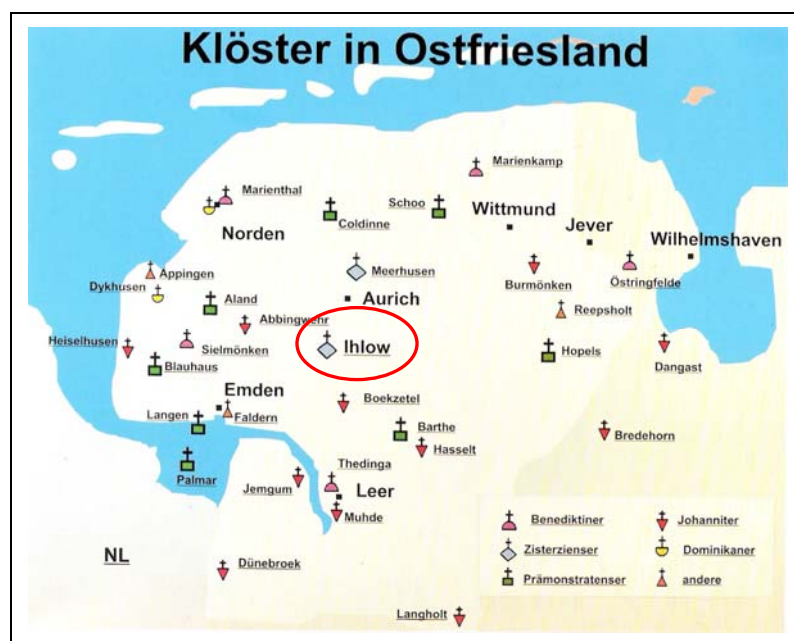 Klöster in Ostfriesland
Marienkamp
Marienthal
Schoo
Norden
Coldinne
Wittmund
Jever
Wilhelmshaven
Meerhusen
Appingen
Dykhusen
Burmönken
Östringfelde
Aland
Aurich
Abbingwehr
Reepsholt
Heiselhusen
Sielmönken
Ihlow
Hopels
Dangast
Blauhaus
Emden
Boekzetel
Langen
Faldern
Barthe
Bredehorn
Hasselt
Thedinga
Palmar
Jemgum
Leer
Muhde
NL
Dünebroek
Langholt
Benediktiner
Johanniter
Zisterzienser
Dominikaner
Prämonstratenser
andere